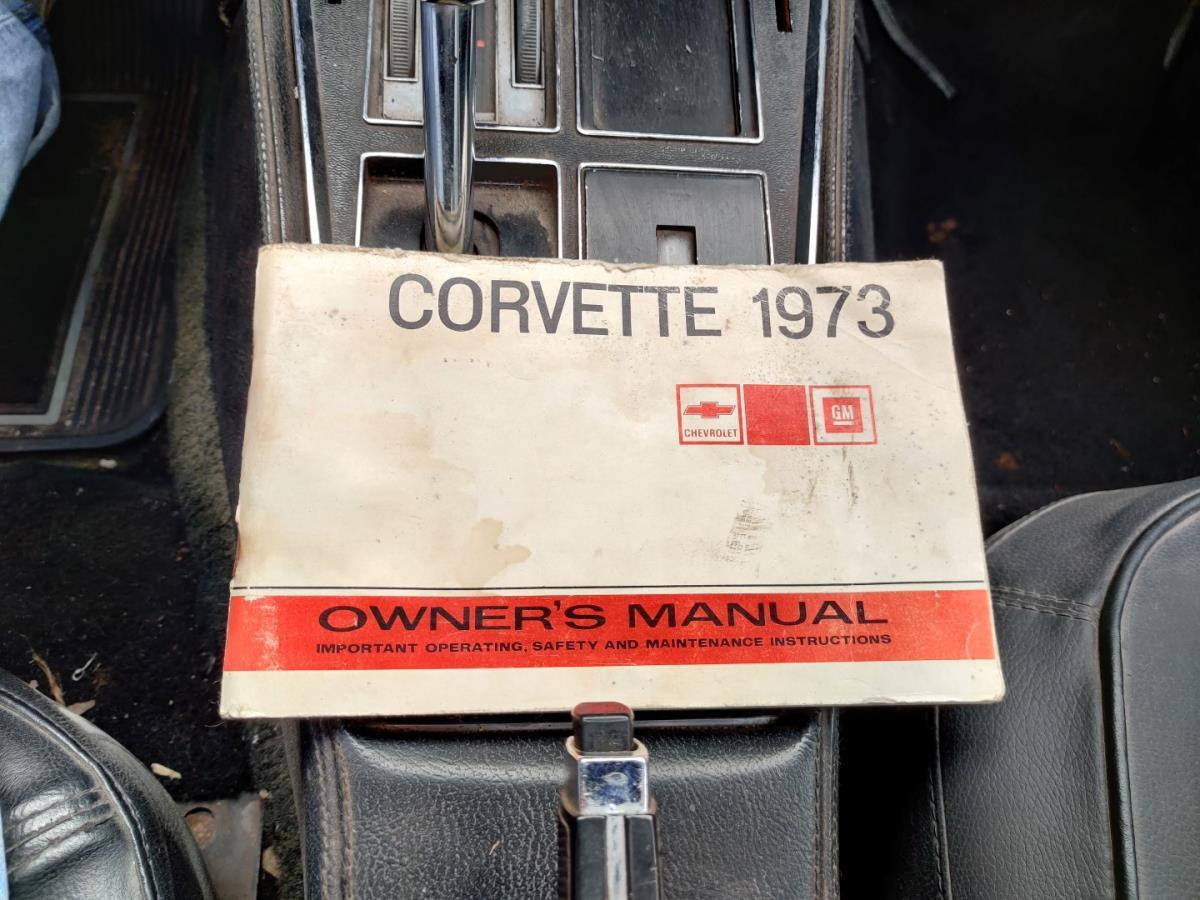 CORVETTE 1973
CHEVROLET
GM
OWNER'S MANUAL
IMPORTANT OPERATING, SAFETY AND MAINTENANCE INSTRUCTIONS